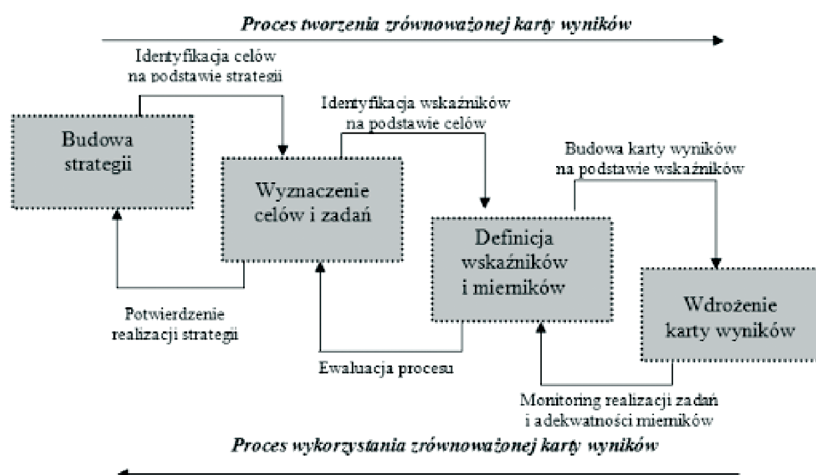 Proces tworzenia zrównoważonej karty wyników
Identyfikacja celów
na podstawie strategii
Budowa
strategii
Identyfikacja wskaźników
na podstawie celów
Wyznaczenie
celów i zadań
Budowa karty wyników
na podstawie wskaźników
Definicja
wskaźników
i mierników
Wdrożenie
karty wyników
Potwierdzenie
realizacji strategii
Ewaluacja procesu
Monitoring realizacji zadań
i adekwatności mierników
Proces wykorzystania zrównoważonej karty wyników